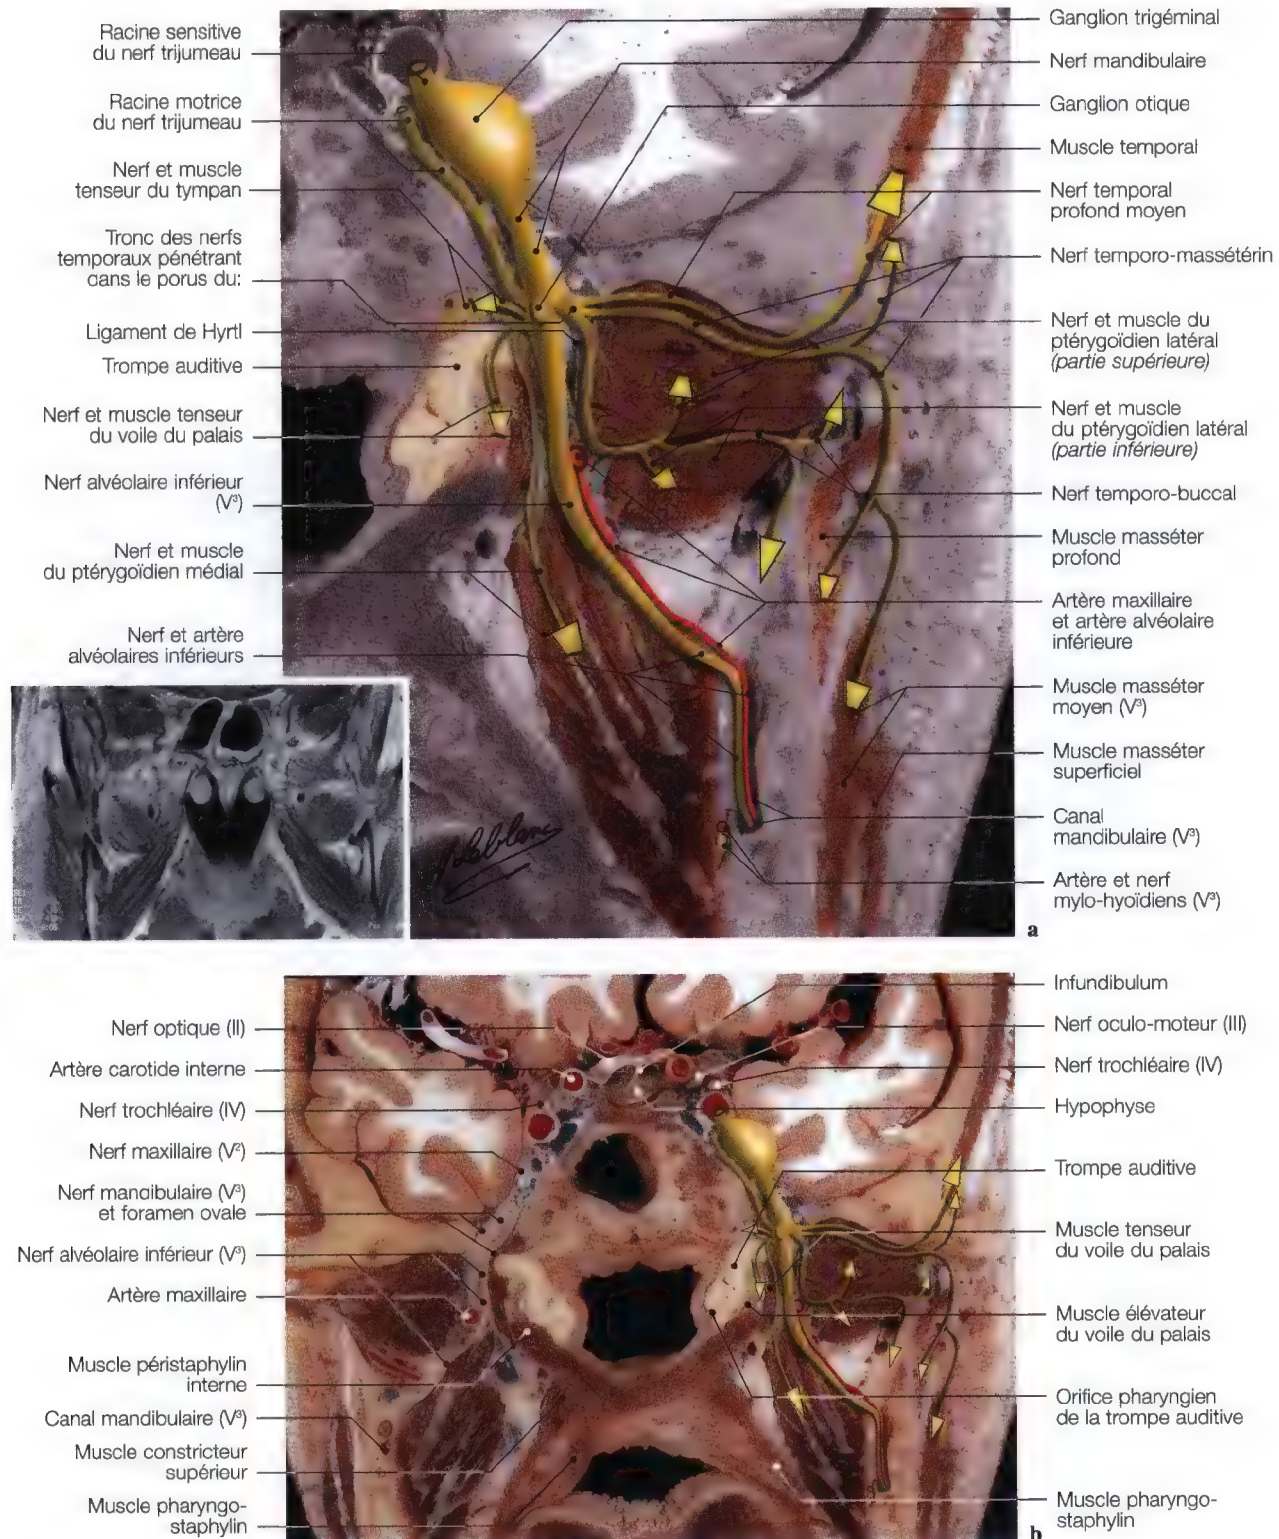 Racine sensitive
du nerf trijumeau
Racine motrice
du nerf trijumeau
Nerf et muscle
tenseur du tympan
Tronc des nerfs
temporaux pénétrant
dans le porus du:
Ligament de Hyrtl
Trompe auditive
Nerf et muscle tenseur
du voile du palais
Nerf alvéolaire inférieur
(V³)
Nerf et muscle
du ptérygoïdien médial
Nerf et artère
alvéolaires inférieurs
Ganglion trigéminal
Nerf mandibulaire
Ganglion otique
Muscle temporal
Nerf temporal
profond moyen
Nerf temporo-massétérin
Nerf et muscle du
ptérygoïdien latéral
(partie supérieure)
Nerf et muscle
du ptérygoïdien latéral
(partie inférieure)
Nerf temporo-buccal
Muscle masséter
profond
Artère maxillaire
et artère alvéolaire
inférieure
Muscle masséter
moyen (V³)
Muscle masséter
superficiel
Canal
mandibulaire (V³)
Artère et nerf
mylo-hyoïdiens (V³)
Leblanc
a
Nerf optique (II)
Artère carotide interne
Nerf trochléaire (IV)
Nerf maxillaire (V²)
Nerf mandibulaire (V³)
et foramen ovale
Nerf alvéolaire inférieur (V³)
Artère maxillaire
Muscle péristaphylin
interne
Canal mandibulaire (V³)
Muscle constricteur
supérieur
Muscle pharyngo-
staphylin
Infundibulum
Nerf oculo-moteur (III)
Nerf trochléaire (IV)
Hypophyse
Trompe auditive
Muscle tenseur
du voile du palais
Muscle élévateur
du voile du palais
Orifice pharyngien
de la trompe auditive
Muscle pharyngo-
staphylin
b